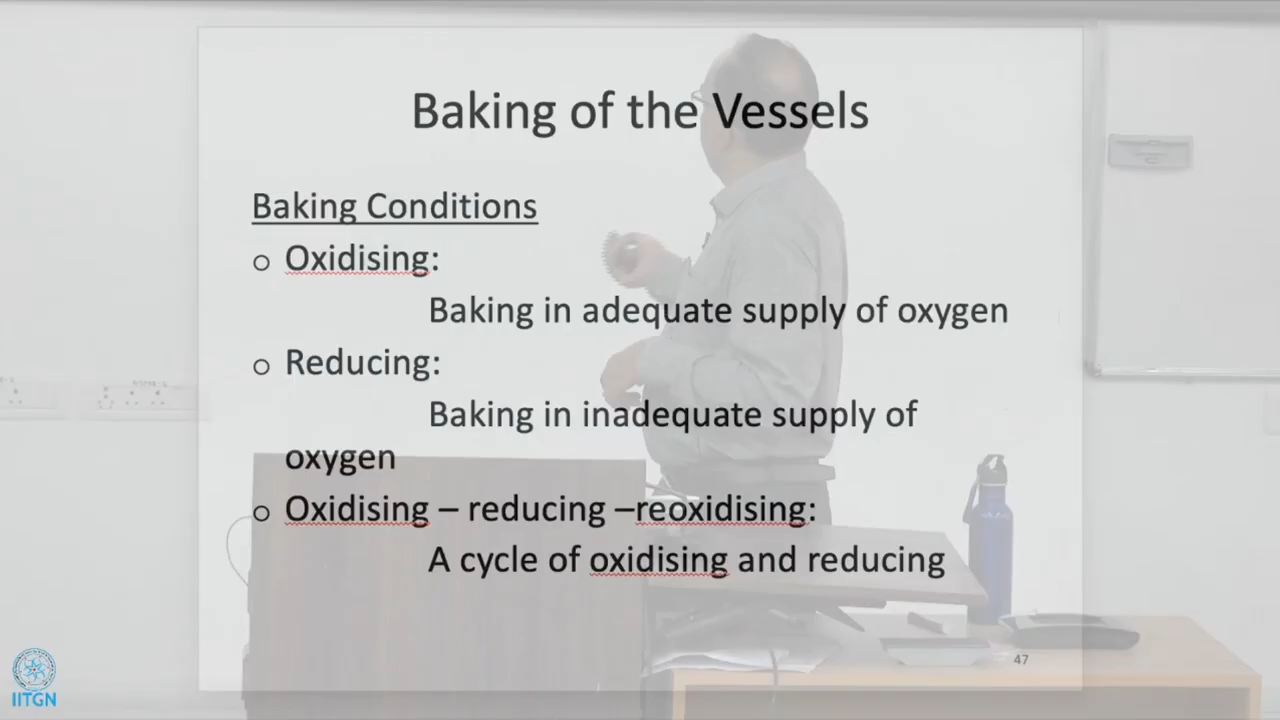 Baking of the Vessels
Baking Conditions
o Oxidising:
Baking in adequate supply of oxygen
o Reducing:
Baking in inadequate supply of
oxygen
o Oxidising – reducing –reoxidising:
A cycle of oxidising and reducing
47
IITGN